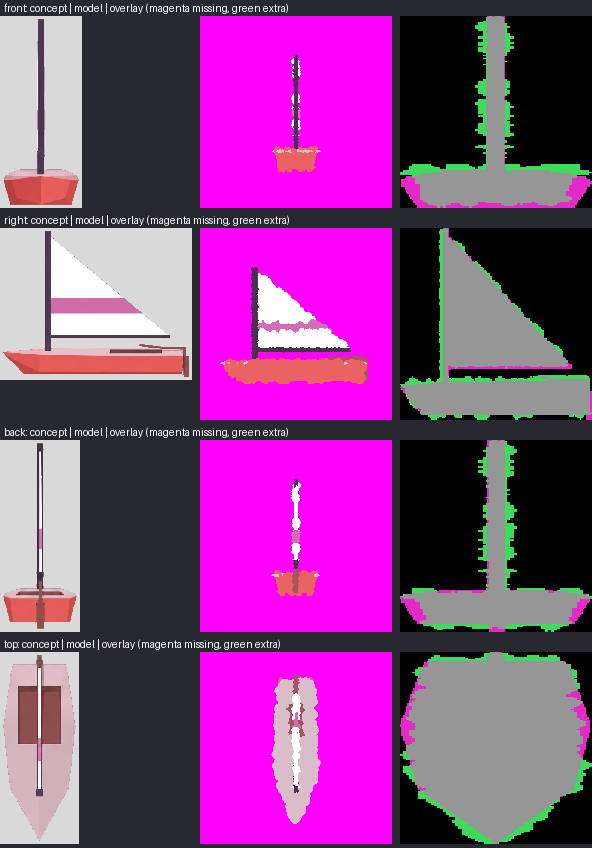 front: concept | model | overlay (magenta missing, green extra)
right: concept | model | overlay (magenta missing, green extra)
back: concept | model | overlay (magenta missing, green extra)
top: concept | model | overlay (magenta missing, green extra)